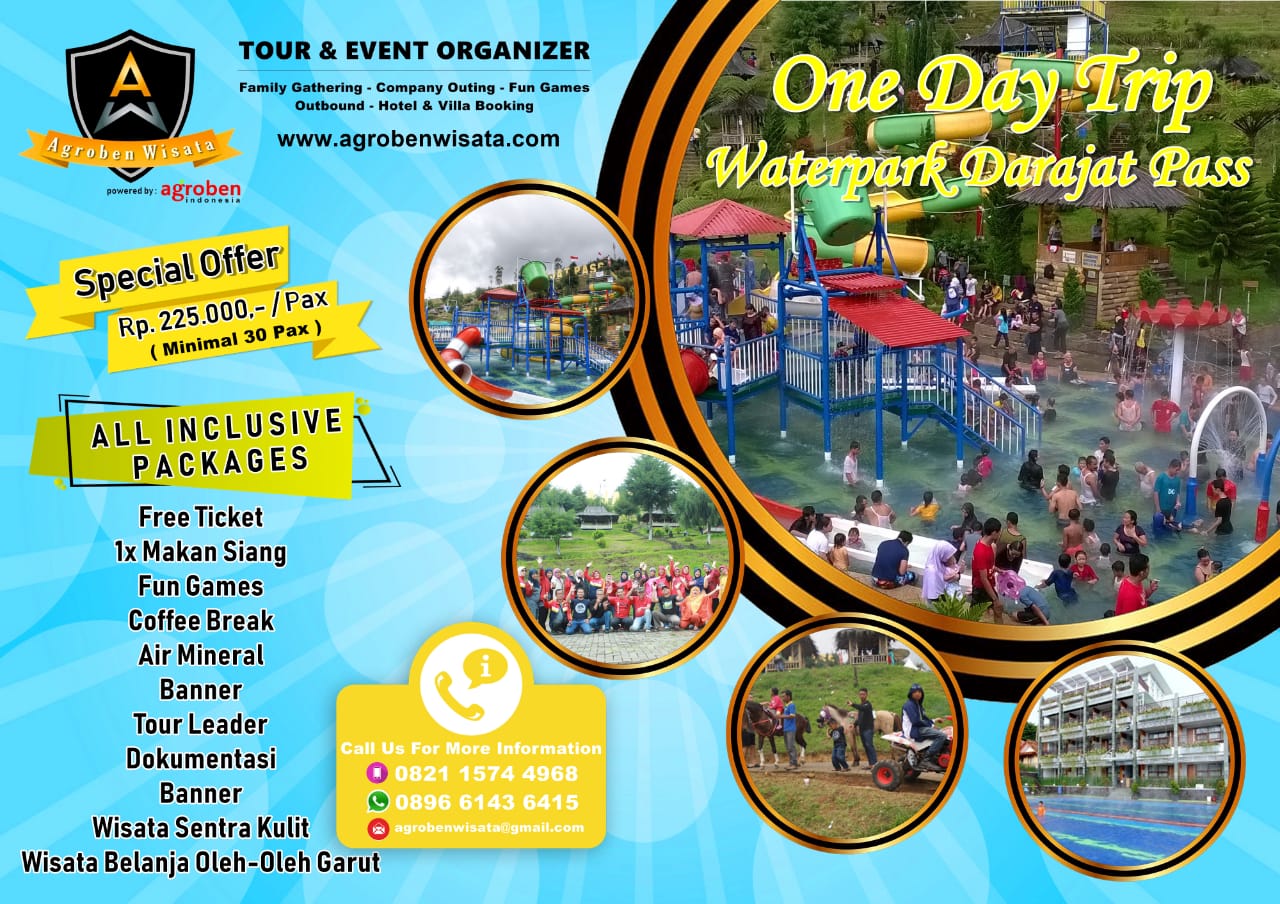 A
Agroben Wisata
powered by : agroben
indonesia
TOUR & EVENT ORGANIZER
Family Gathering - Company Outing - Fun Games
Outbound - Hotel & Villa Booking
www.agrobenwisata.com
One Day Trip
Waterpark Darajat Pass
Special Offer
Rp. 225.000,- / Pax
( Minimal 30 Pax )
ALL INCLUSIVE
PACKAGES
Free Ticket
1x Makan Siang
Fun Games
Coffee Break
Air Mineral
Banner
Tour Leader
Dokumentasi
Banner
Wisata Sentra Kulit
Wisata Belanja Oleh-Oleh Garut
i
Call Us For More Information
0821 1574 4968
0896 6143 6415
agrobenwisata@gmail.com